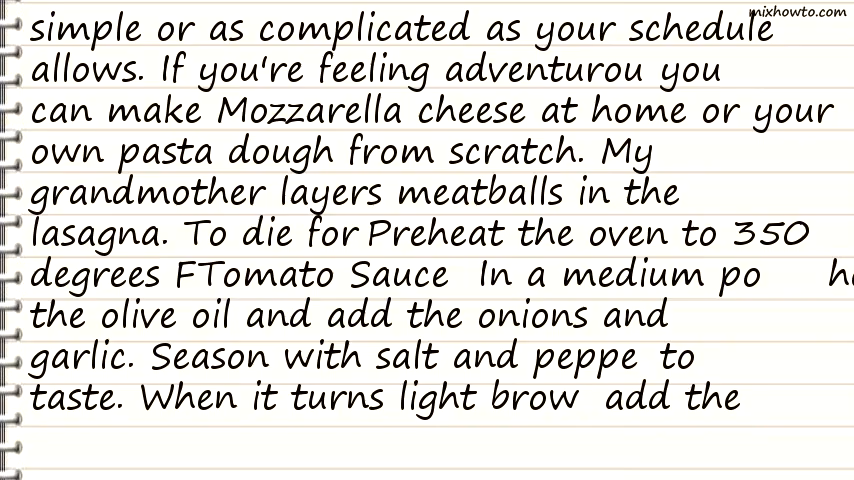 mixhowto.com
simple or as complicated as your schedule
allows. If you're feeling adventurou you
can make Mozzarella cheese at home or your
own pasta dough from scratch. My
grandmother layers meatballs in the
lasagna. To die for Preheat the oven to 350
degrees FTomato Sauce In a medium po
the olive oil and add the onions and
garlic. Season with salt and peppe to
taste. When it turns light brow add the